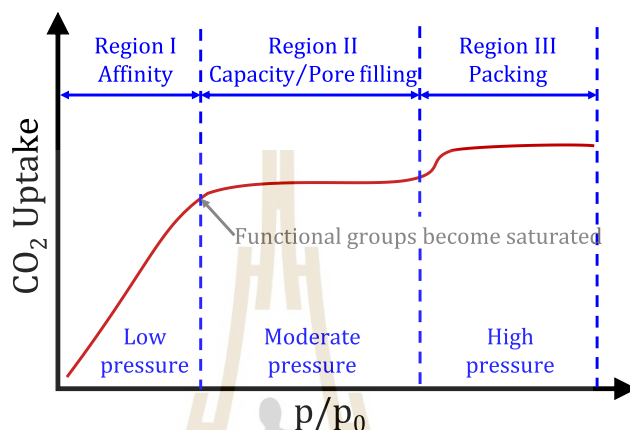 Region I
Affinity
Region II
Capacity/Pore filling
Region III
Packing
CO₂ Uptake
Functional groups become saturated
Low
pressure
Moderate
pressure
High
pressure
p/p₀